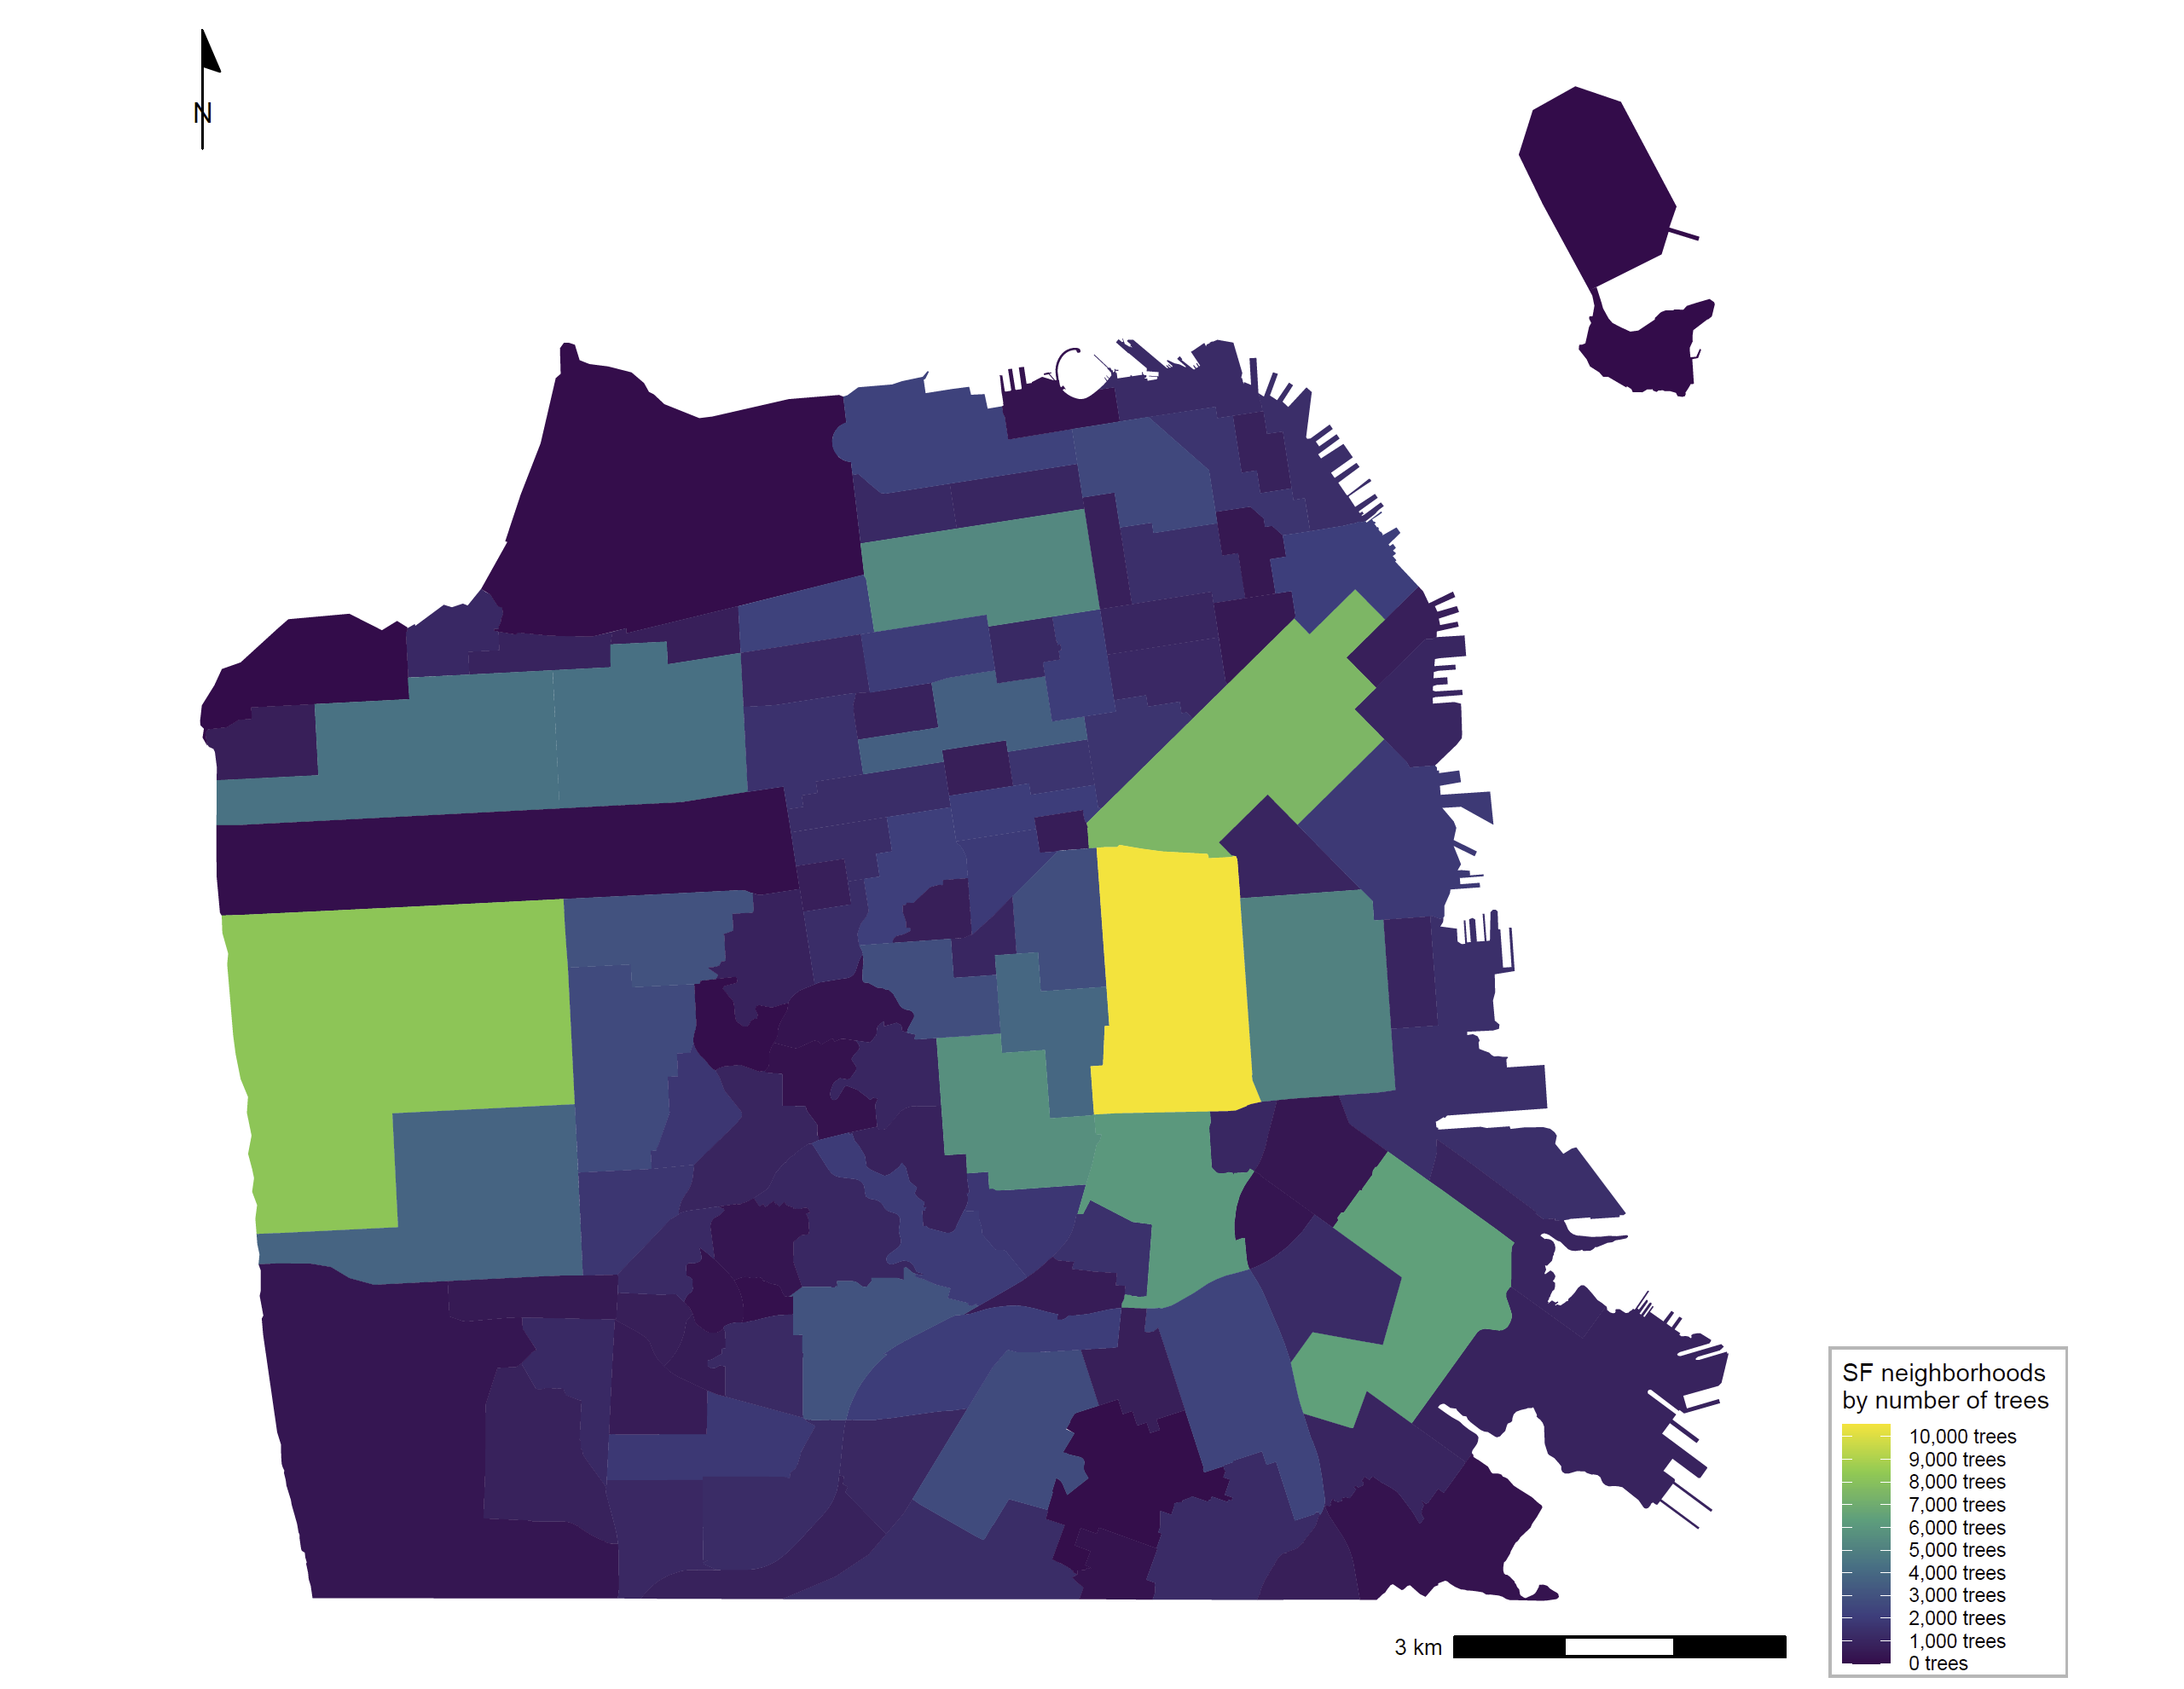 N
SF neighborhoods
by number of trees
10,000 trees
9,000 trees
8,000 trees
7,000 trees
6,000 trees
5,000 trees
4,000 trees
3,000 trees
2,000 trees
1,000 trees
0 trees
3 km